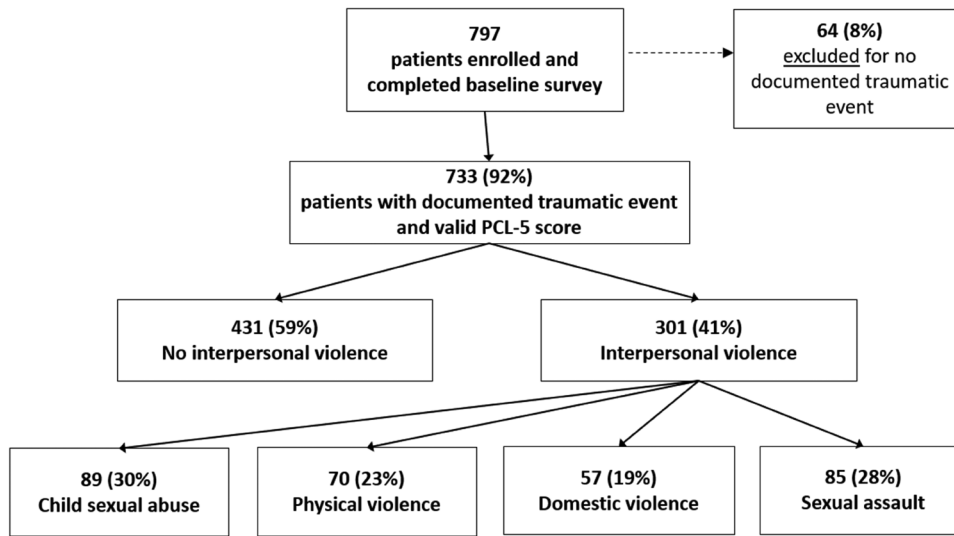 797
patients enrolled and
completed baseline survey
64 (8%)
excluded for no
documented traumatic
event
733 (92%)
patients with documented traumatic event
and valid PCL-5 score
431 (59%)
No interpersonal violence
301 (41%)
Interpersonal violence
89 (30%)
Child sexual abuse
70 (23%)
Physical violence
57 (19%)
Domestic violence
85 (28%)
Sexual assault